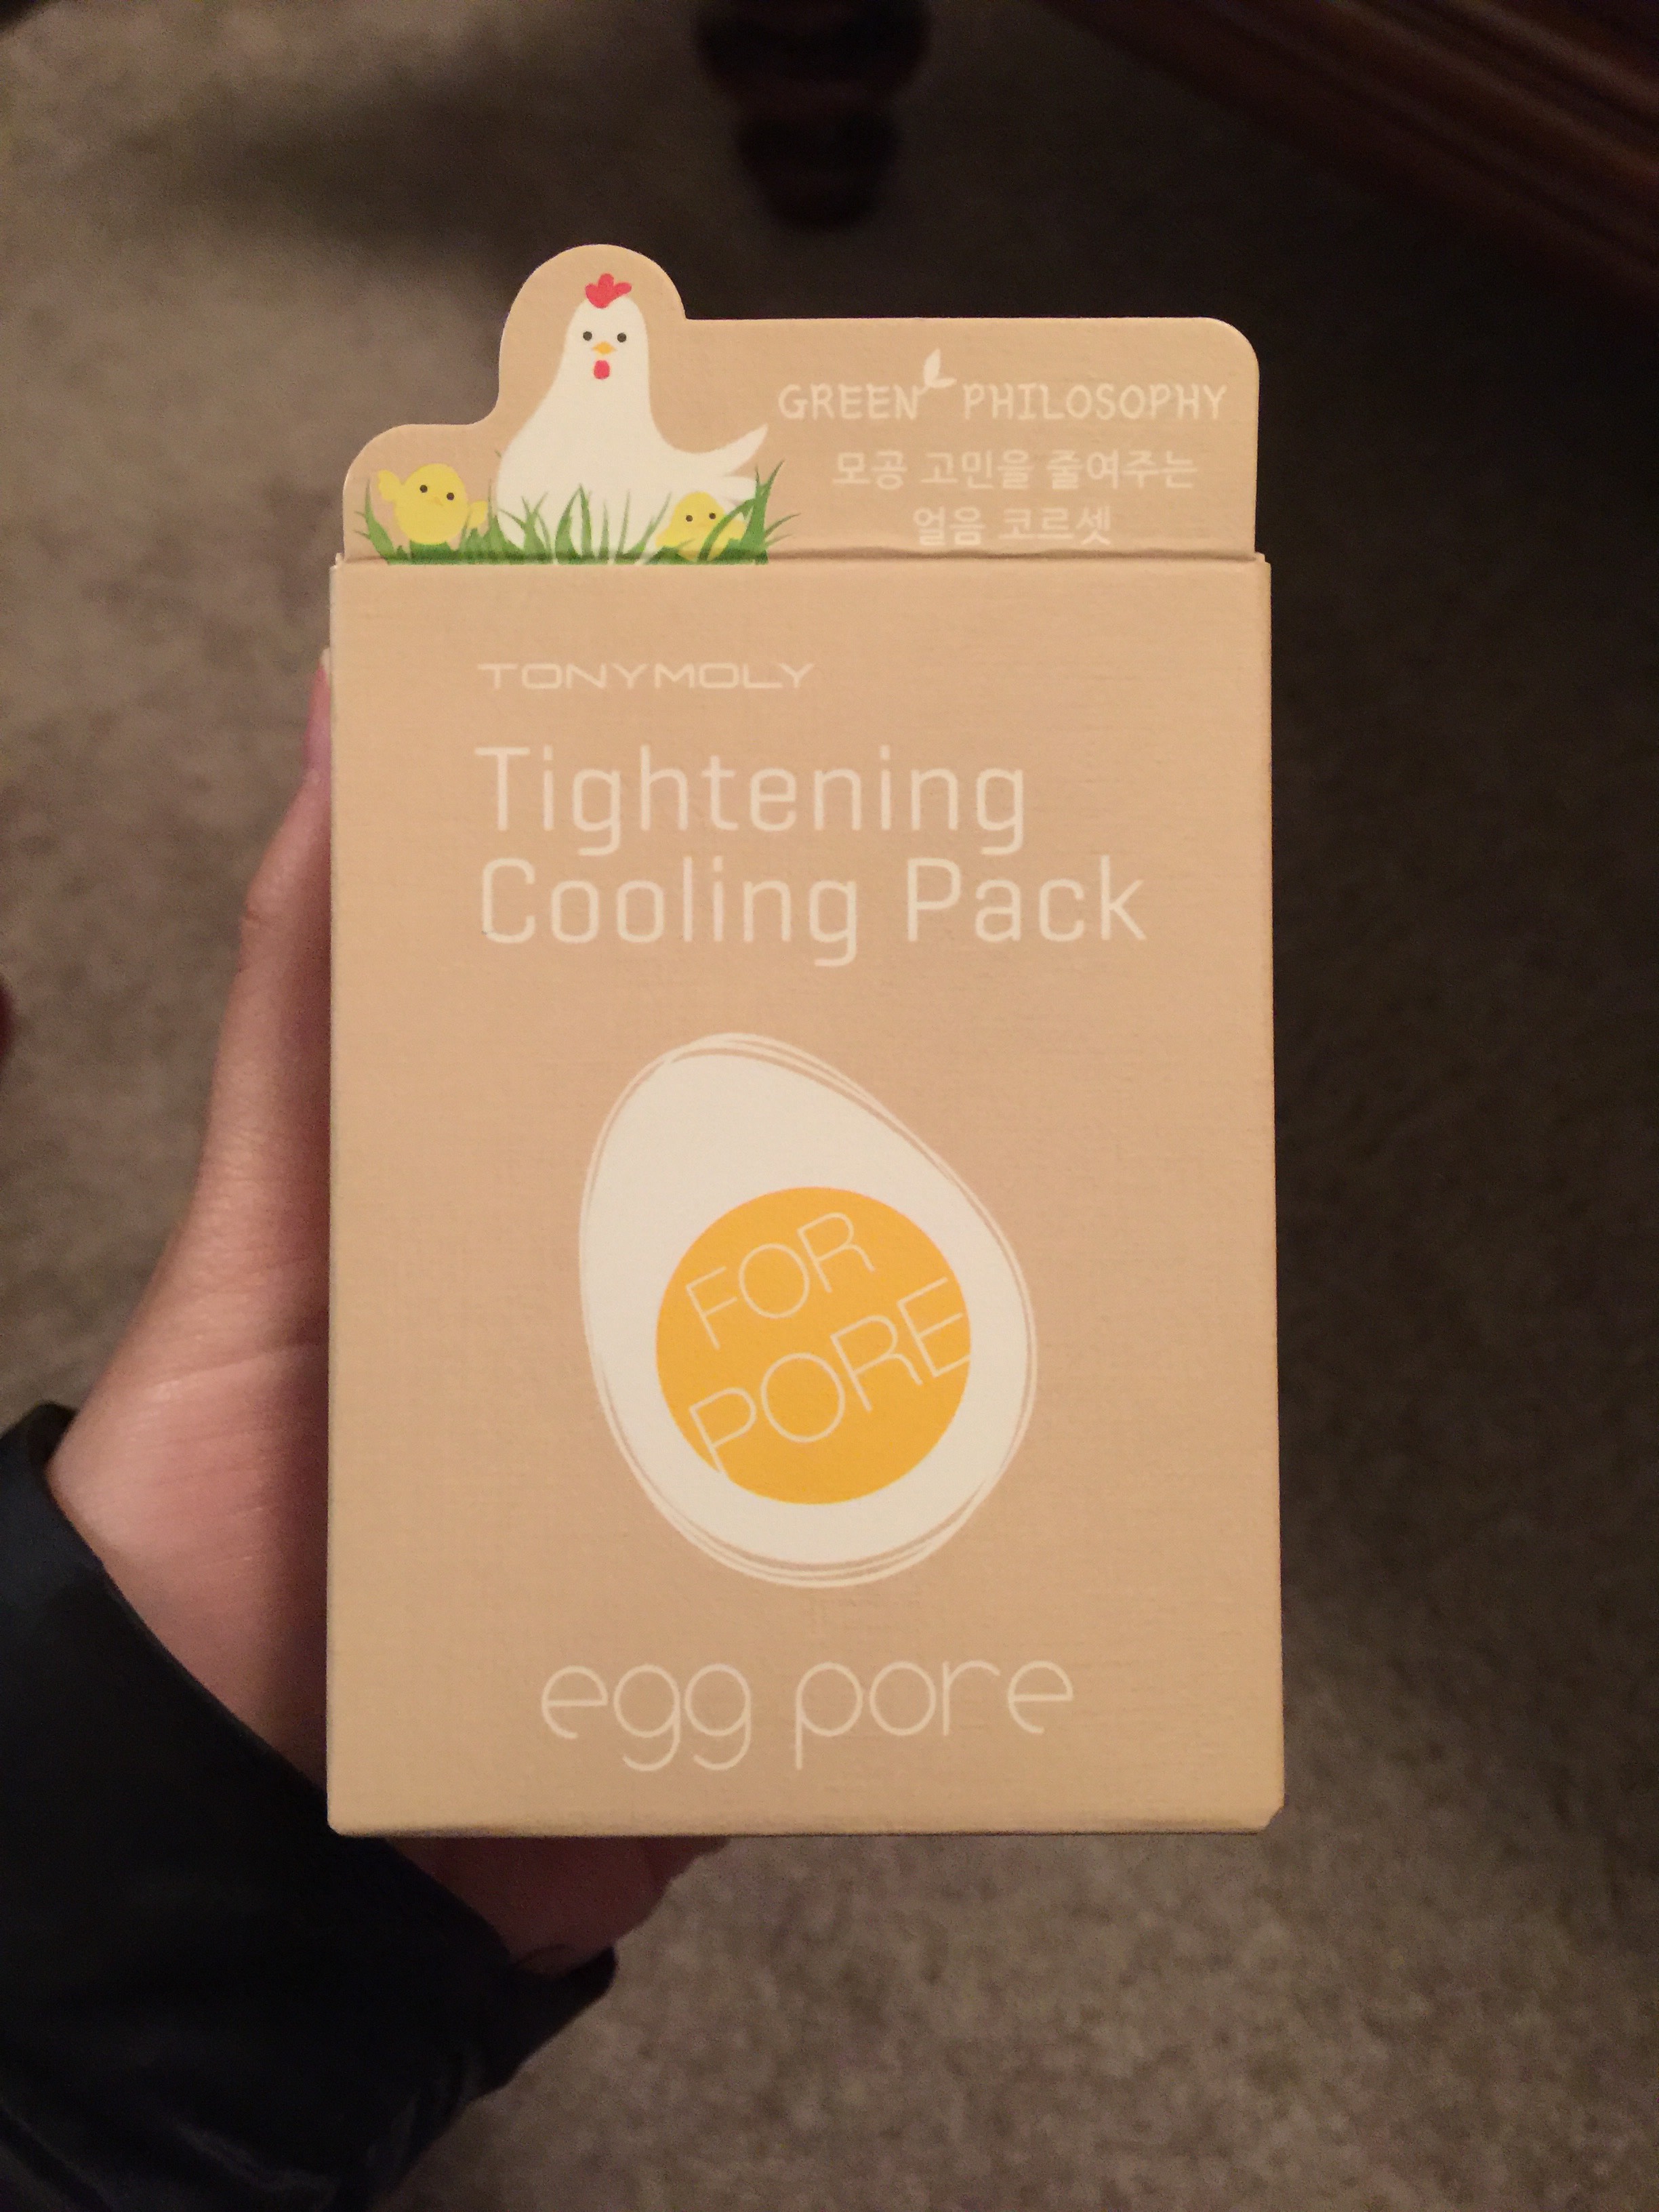 GREEN PHILOSOPHY
모공 고민을 줄여주는
얼음 코르셋
TONYMOLY
Tightening
Cooling Pack
FOR
PORE
egg pore